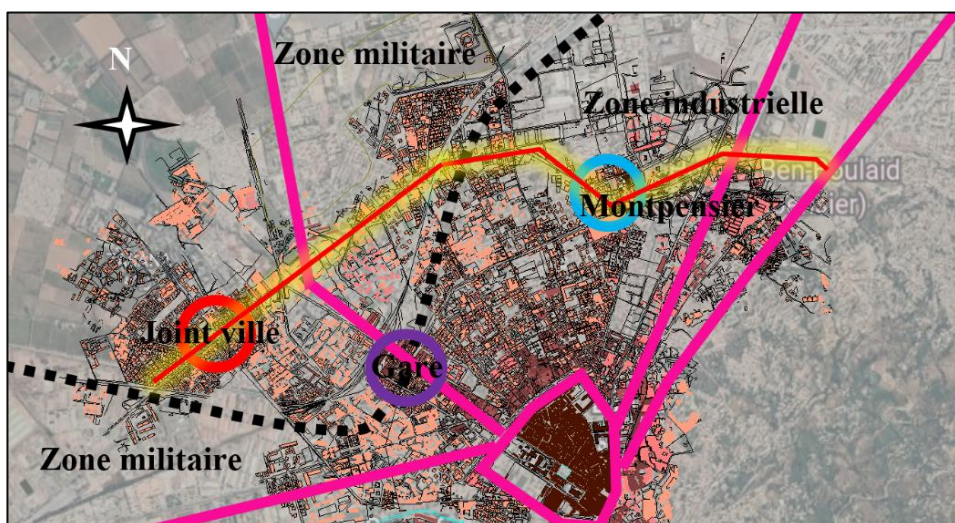 Zone militaire
N
Zone industrielle
Ben-Boulaid
Montpensier
Joint ville
Gare
Zone militaire